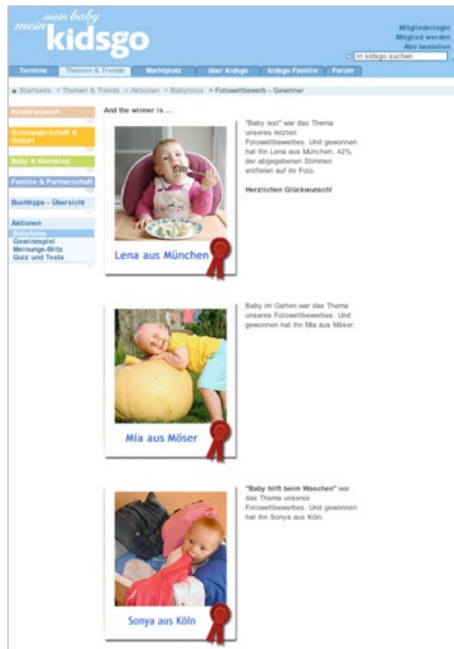 mein baby
mein
kidsgo
Mitgliederlogin
Mitglied werden
Abo bestellen
in kidsgo suchen
Termine
Themen & Trends
Marktplatz
über kidsgo
kidsgo Familie
Forum
Startseite > Themen & Trends > Aktionen > Babyfotos > Fotowettbewerb - Gewinner
Kinderwunsch
Schwangerschaft &
Geburt
Baby & Kleinkind
Familie & Partnerschaft
Buchtipps - Übersicht
Aktionen
Babyfotos
Gewinnspiel
Meinungs-Blitz
Quiz und Tests
And the winner is ...
Lena aus München
"Baby isst" war das Thema
unseres letzten
Fotowettbewerbes. Und gewonnen
hat ihn Lena aus München. 42%
der abgegebenen Stimmen
entfielen auf ihr Foto.
Herzlichen Glückwunsch!
Mia aus Möser
Baby im Garten war das Thema
unseres Fotowettbewerbes. Und
gewonnen hat ihn Mia aus Möser.
Sonya aus Köln
"Baby hilft beim Waschen" war
das Thema unseres
Fotowettbewerbes. Und gewonnen
hat ihn Sonya aus Köln.